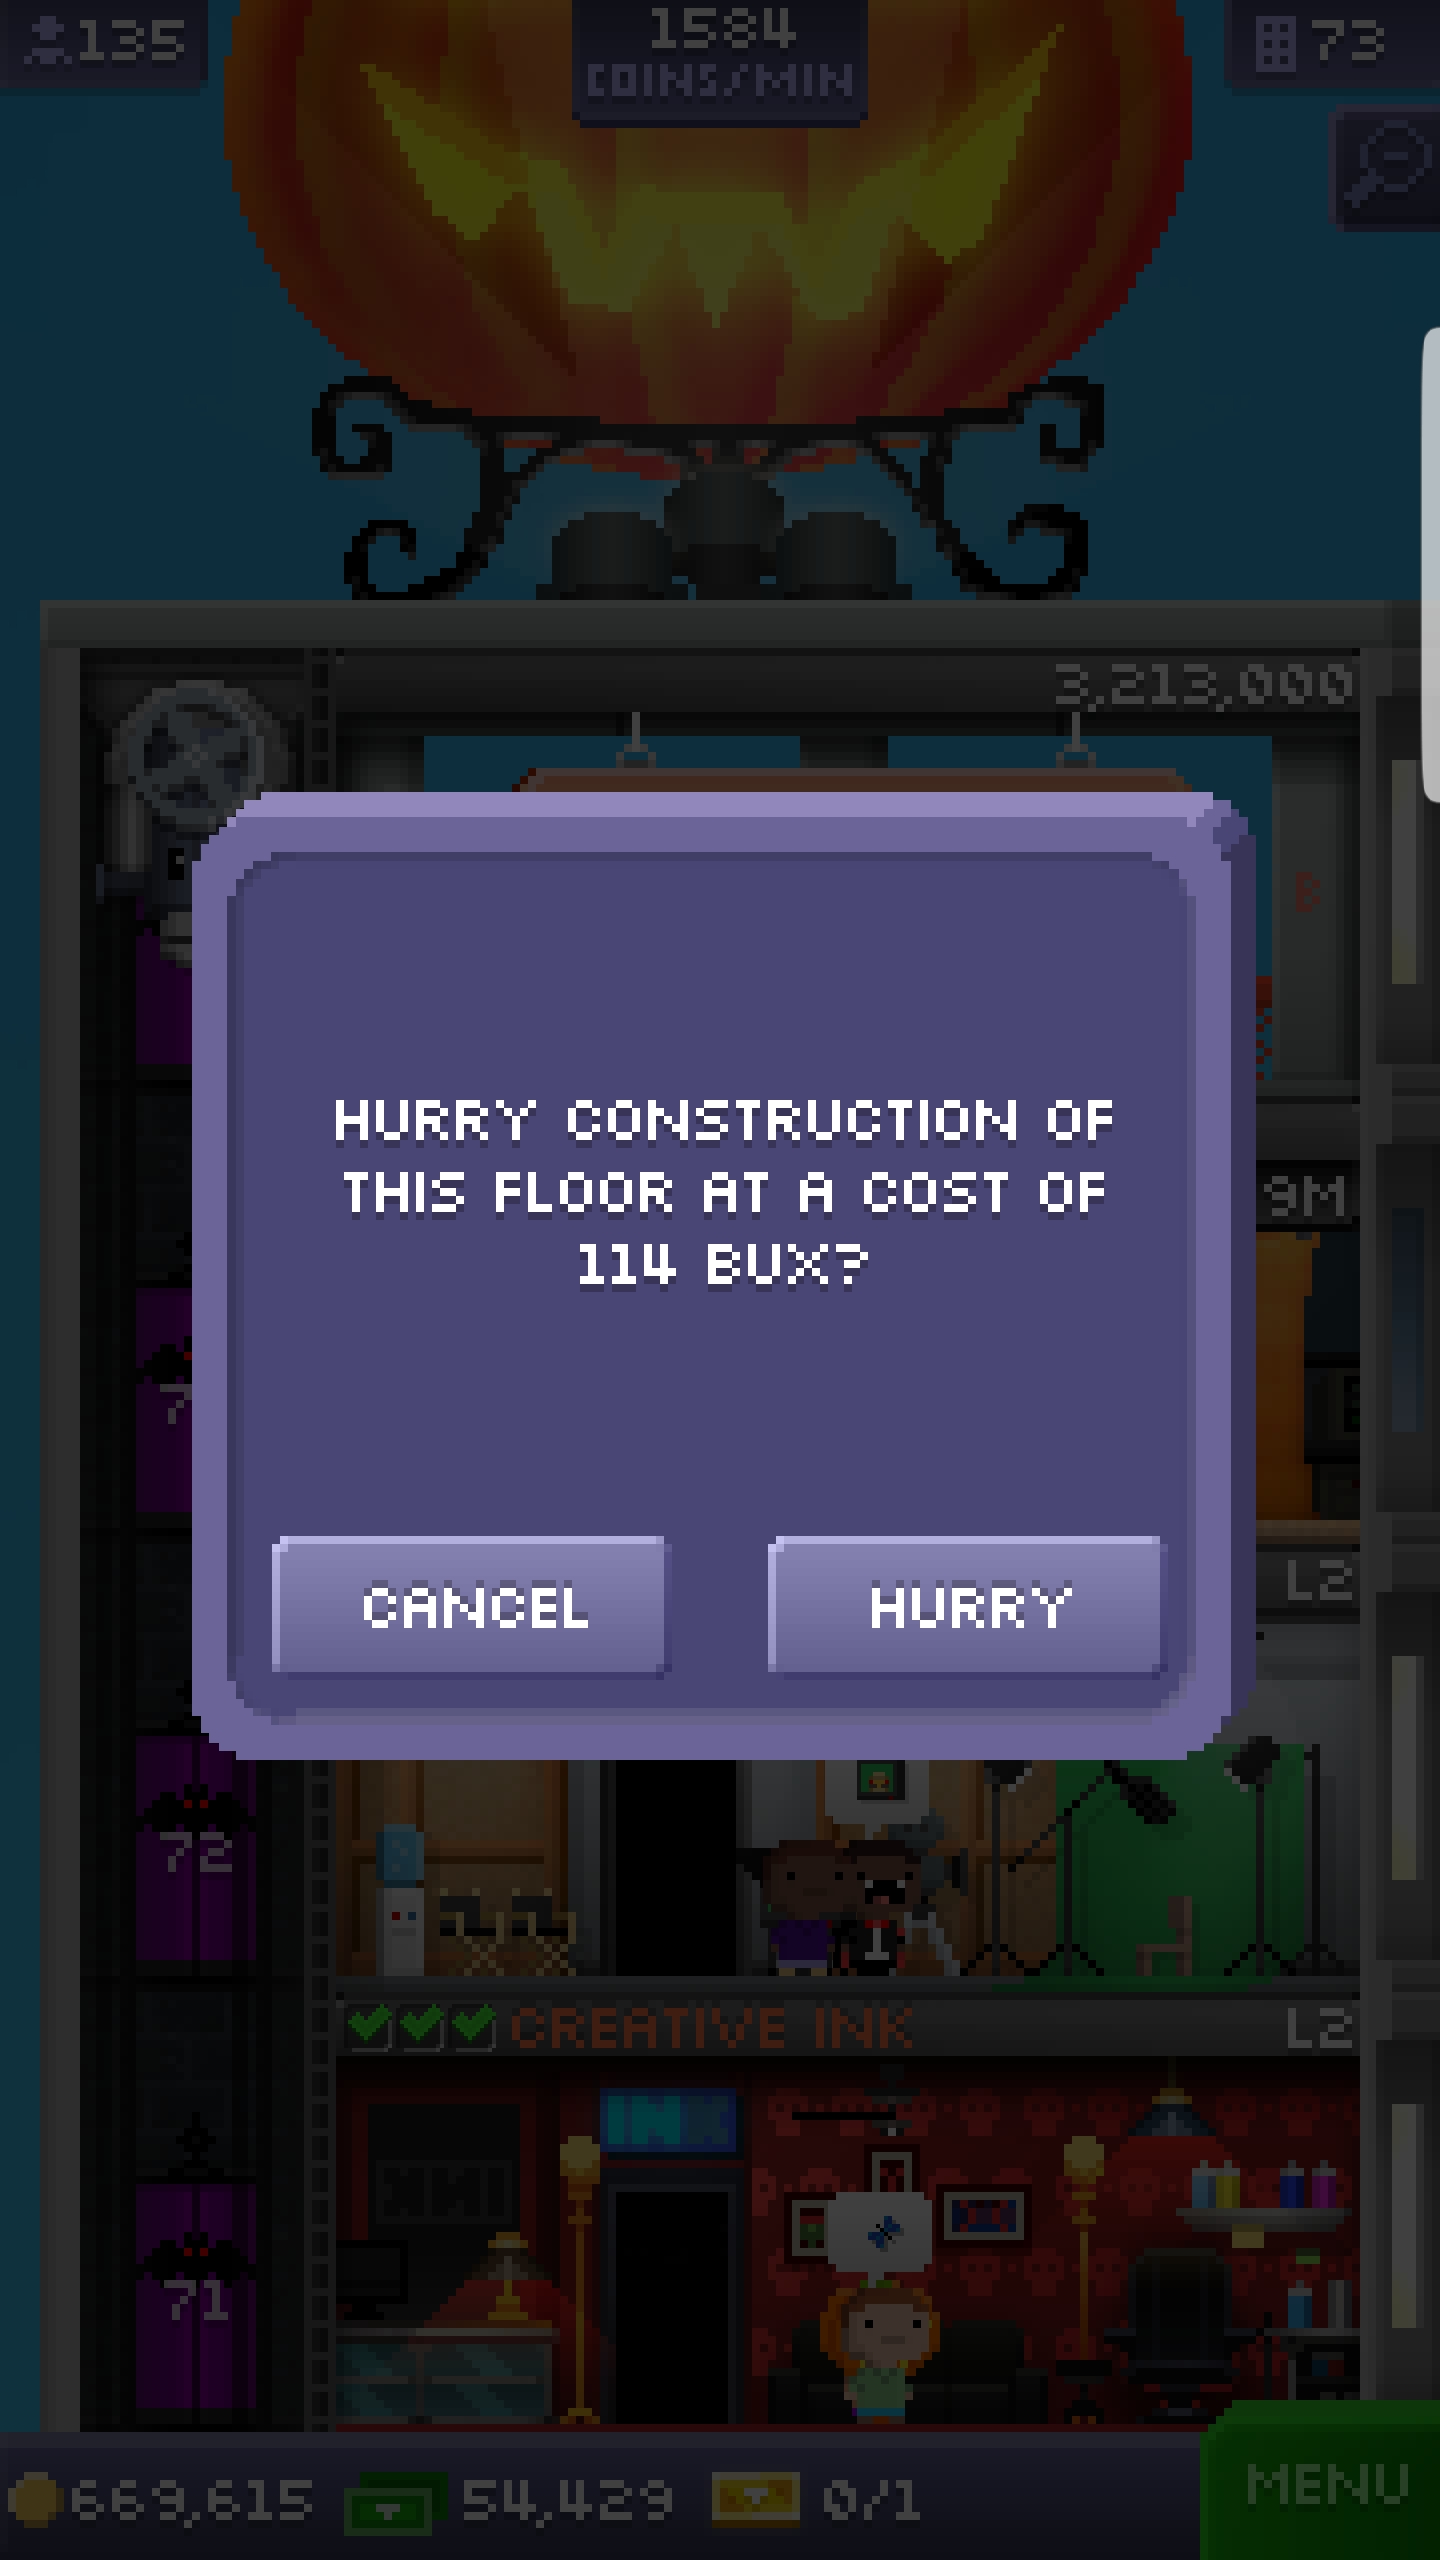 135
1584
COINS/MIN
73
3,213,000
B
9M
HURRY CONSTRUCTION OF
THIS FLOOR AT A COST OF
114 BUX?
7
CANCEL
HURRY
L2
72
CREATIVE INK
L2
INK
71
669,615
54,429
0/1
MENU